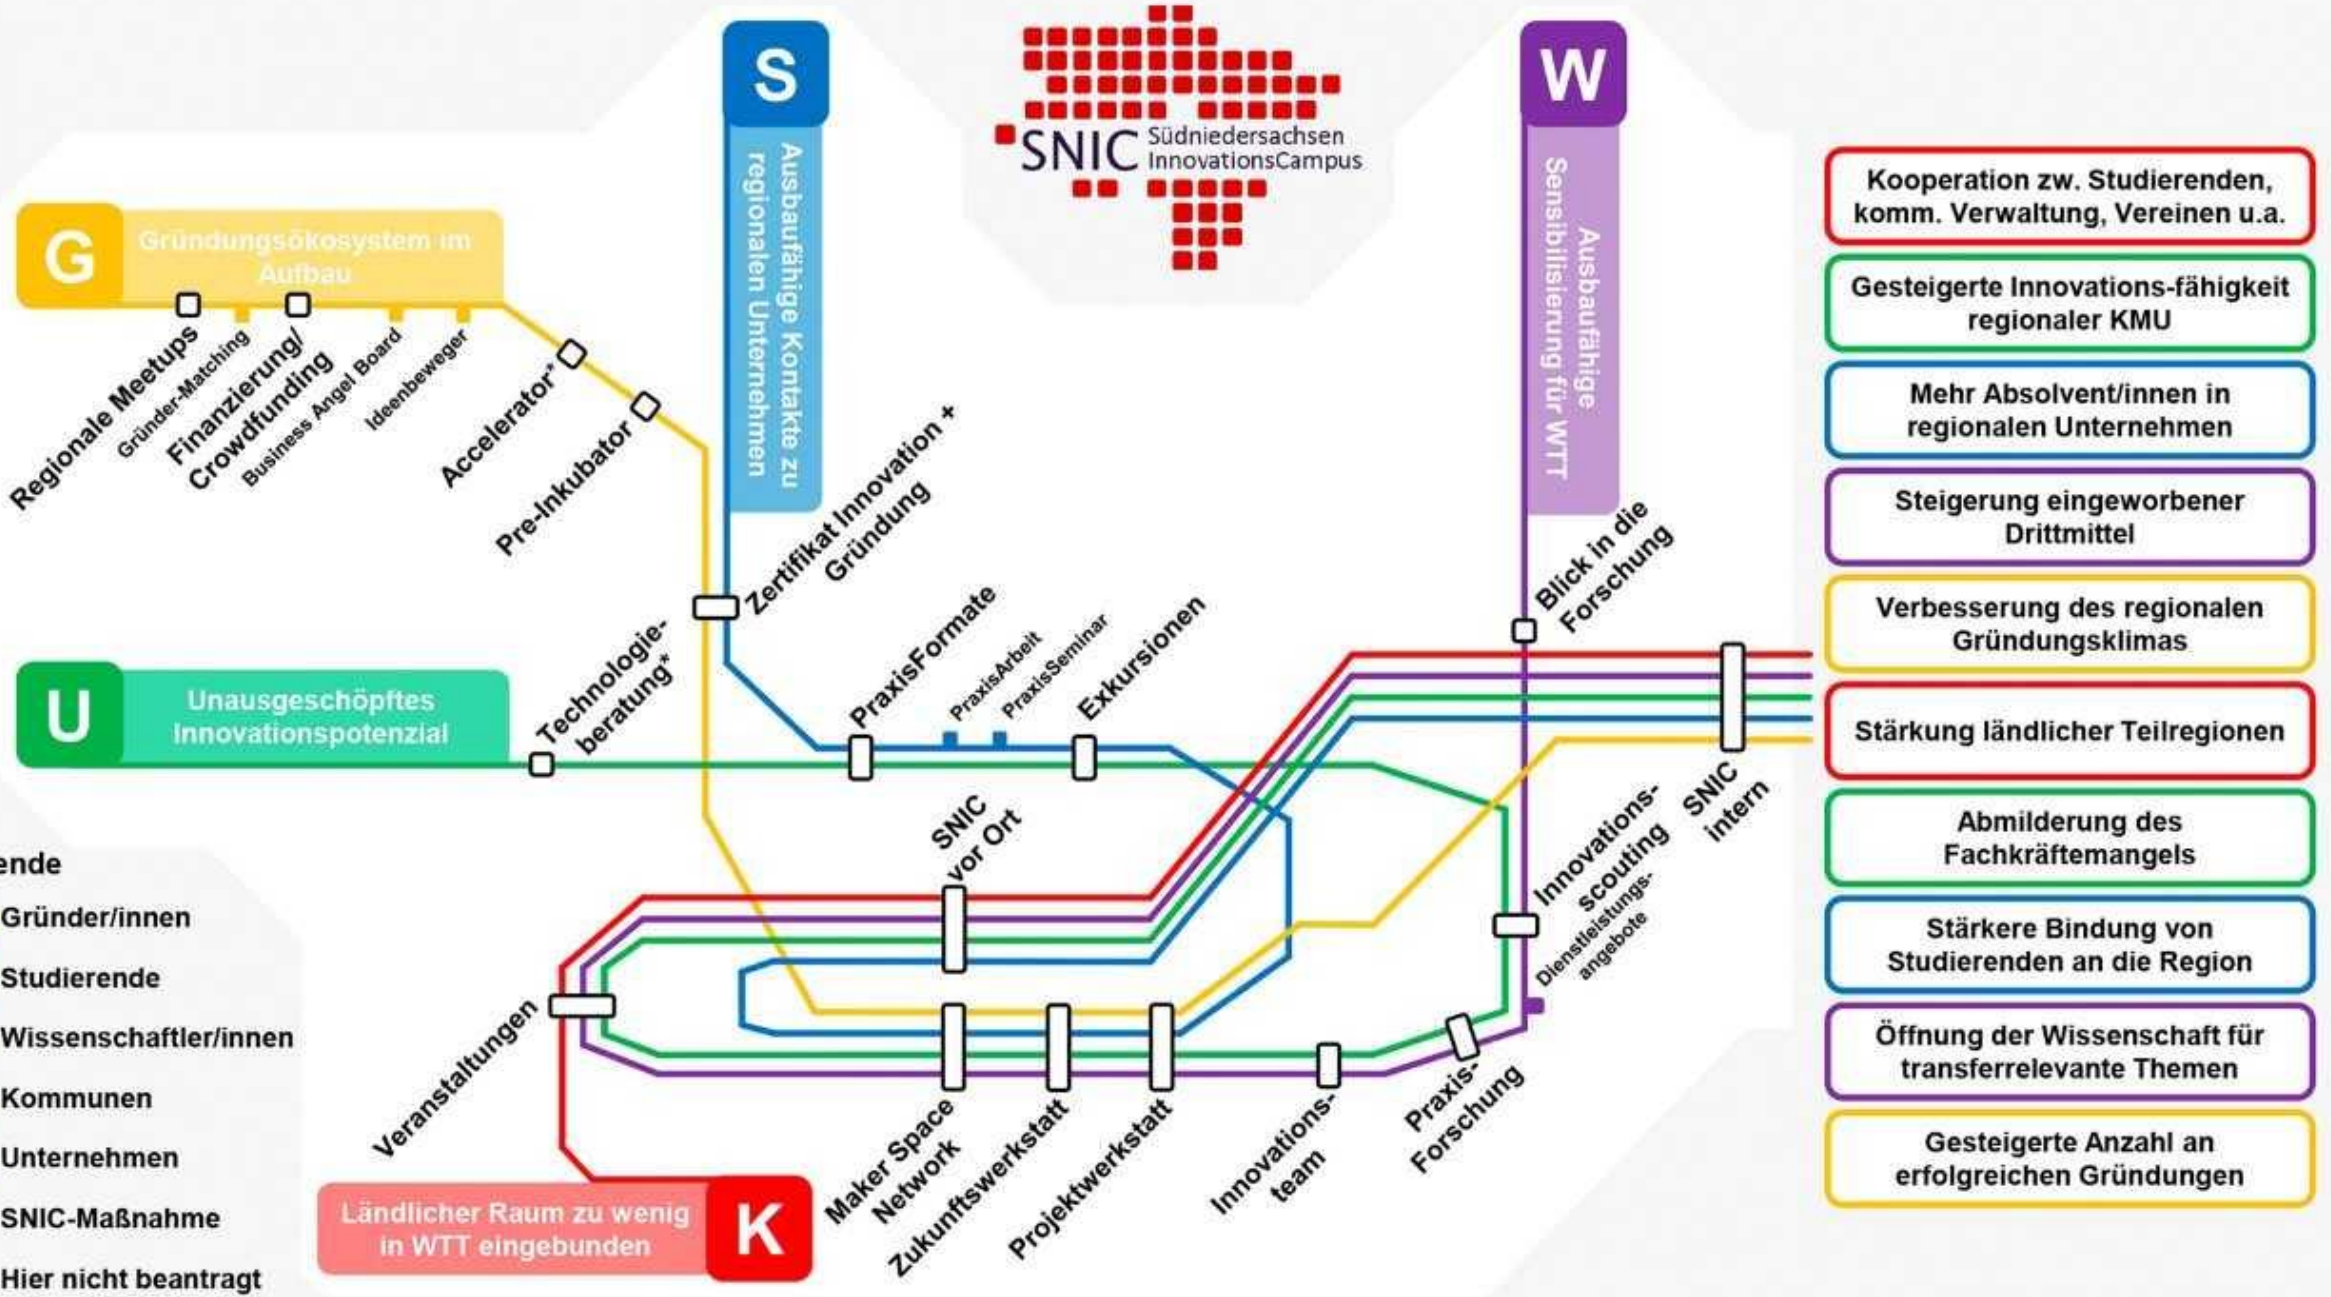 S
W
SNIC
Südniedersachsen
InnovationsCampus
G
Gründungsökosystem im
Aufbau
Ausbaufähige Kontakte zu
regionalen Unternehmen
Ausbaufähige
Sensibilisierung für WTT
Regionale Meetups
Gründer-Matching
Finanzierung/
Crowdfunding
Business Angel Board
Ideenbeweger
Accelerator*
Pre-Inkubator
Zertifikat Innovation +
Gründung
Blick in die
Forschung
U
Unausgeschöpftes
Innovationspotenzial
Technologie-
beratung*
PraxisFormate
PraxisArbeit
PraxisSeminar
Exkursionen
SNIC
vor Ort
Innovations-
scouting
Dienstleistungs-
angebote
SNIC
intern
Veranstaltungen
Maker Space
Network
Zukunftswerkstatt
Projektwerkstatt
Innovations-
team
Praxis-
Forschung
Ländlicher Raum zu wenig
in WTT eingebunden
K
ende
Gründer/innen
Studierende
Wissenschaftler/innen
Kommunen
Unternehmen
SNIC-Maßnahme
Hier nicht beantragt
Kooperation zw. Studierenden,
komm. Verwaltung, Vereinen u.a.
Gesteigerte Innovations-fähigkeit
regionaler KMU
Mehr Absolvent/innen in
regionalen Unternehmen
Steigerung eingeworbener
Drittmittel
Verbesserung des regionalen
Gründungsklimas
Stärkung ländlicher Teilregionen
Abmilderung des
Fachkräftemangels
Stärkere Bindung von
Studierenden an die Region
Öffnung der Wissenschaft für
transferrelevante Themen
Gesteigerte Anzahl an
erfolgreichen Gründungen